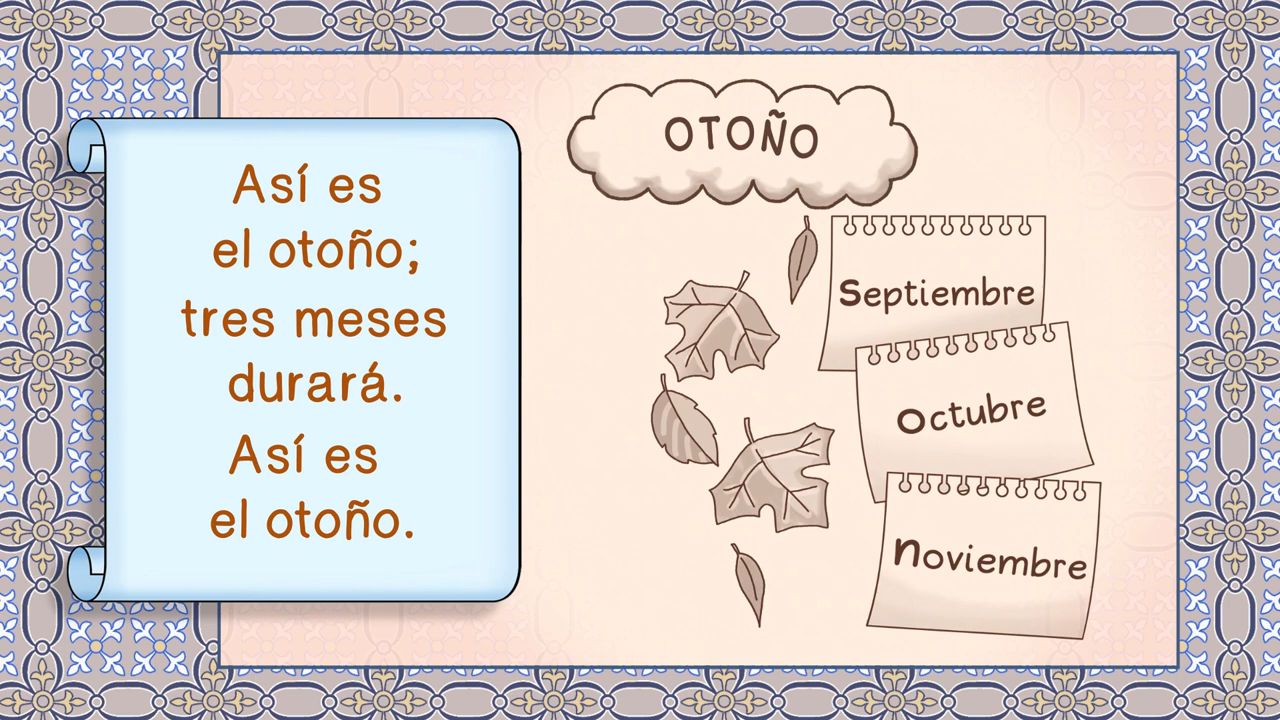 Así es
el otoño;
tres meses
durará.
Así es
el otoño.
OTOÑO
Septiembre
Octubre
noviembre